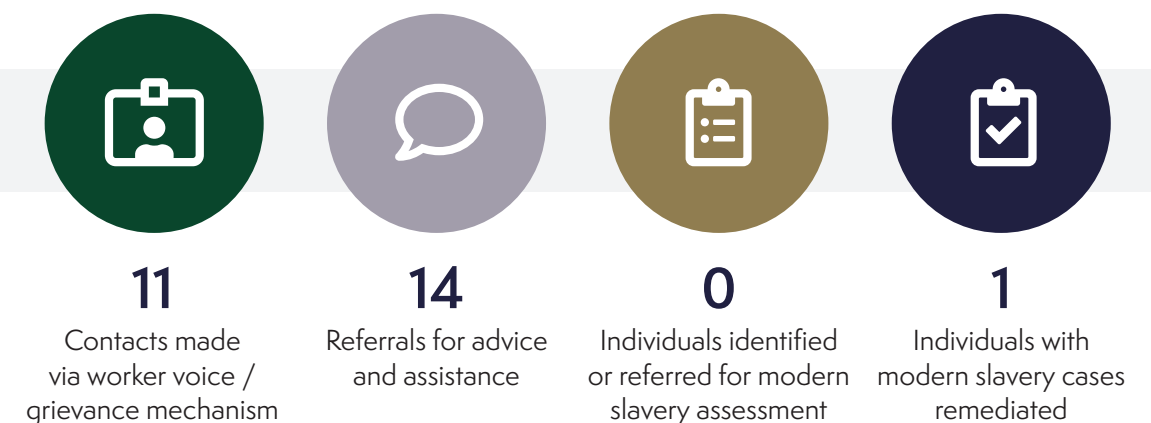 11
Contacts made
via worker voice /
grievance mechanism
14
Referrals for advice
and assistance
0
Individuals identified
or referred for modern
slavery assessment
1
Individuals with
modern slavery cases
remediated